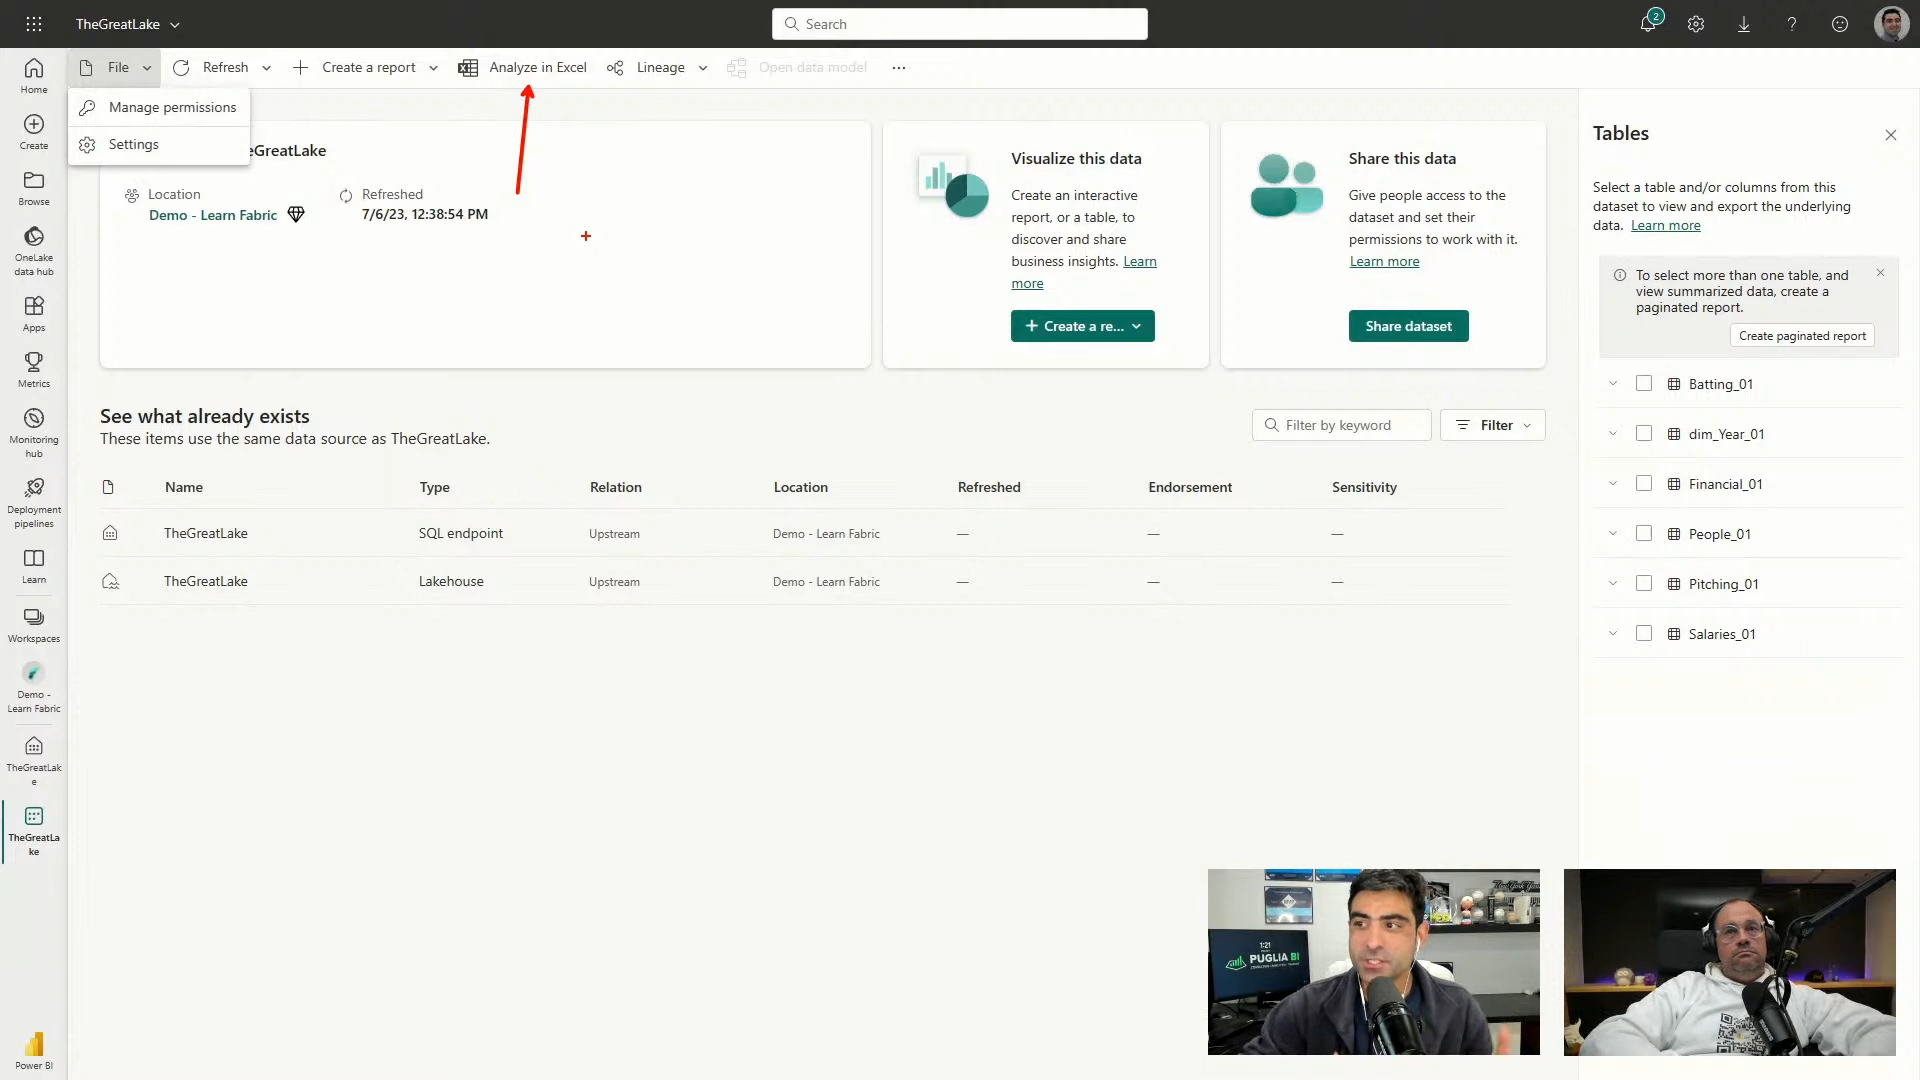 TheGreatLake
Search
2
File
Refresh
Create a report
Analyze in Excel
Lineage
Open data model
Manage permissions
Settings
Home
Create
Browse
OneLake
data hub
Apps
Metrics
Monitoring
hub
Deployment
pipelines
Learn
Workspaces
Demo -
Learn Fabric
TheGreatLak
e
TheGreatLa
ke
Power BI
eGreatLake
Location
Demo - Learn Fabric
Refreshed
7/6/23, 12:38:54 PM
Visualize this data
Create an interactive
report, or a table, to
discover and share
business insights. Learn
more
Create a re...
Share this data
Give people access to the
dataset and set their
permissions to work with it.
Learn more
Share dataset
See what already exists
These items use the same data source as TheGreatLake.
Filter by keyword
Filter
Name Type Relation Location Refreshed Endorsement Sensitivity
TheGreatLake SQL endpoint Upstream Demo - Learn Fabric — — —
TheGreatLake Lakehouse Upstream Demo - Learn Fabric — — —
Tables
Select a table and/or columns from this
dataset to view and export the underlying
data. Learn more
To select more than one table, and
view summarized data, create a
paginated report.
Create paginated report
Batting_01
dim_Year_01
Financial_01
People_01
Pitching_01
Salaries_01
1:21
PUGLIA BI